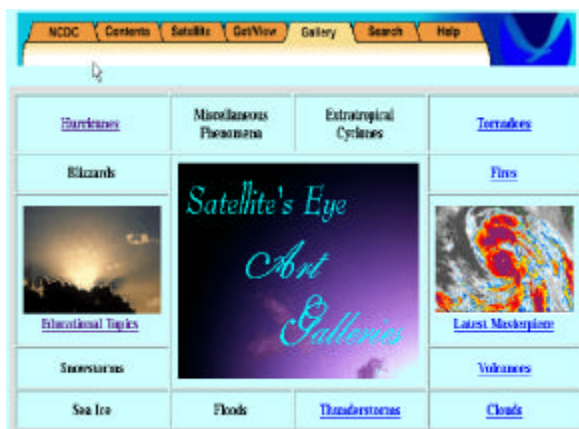 NCDC Contents Satellite Get/View Gallery Search Help
Hurricanes
Miscellaneous
Phenomena
Extratropical
Cyclones
Tornadoes
Blizzards
Satellite's Eye
Art
Galleries
Fires
Educational Topics
Latest Masterpiece
Snowstorms
Volcanoes
Sea Ice
Floods
Thunderstorms
Clouds